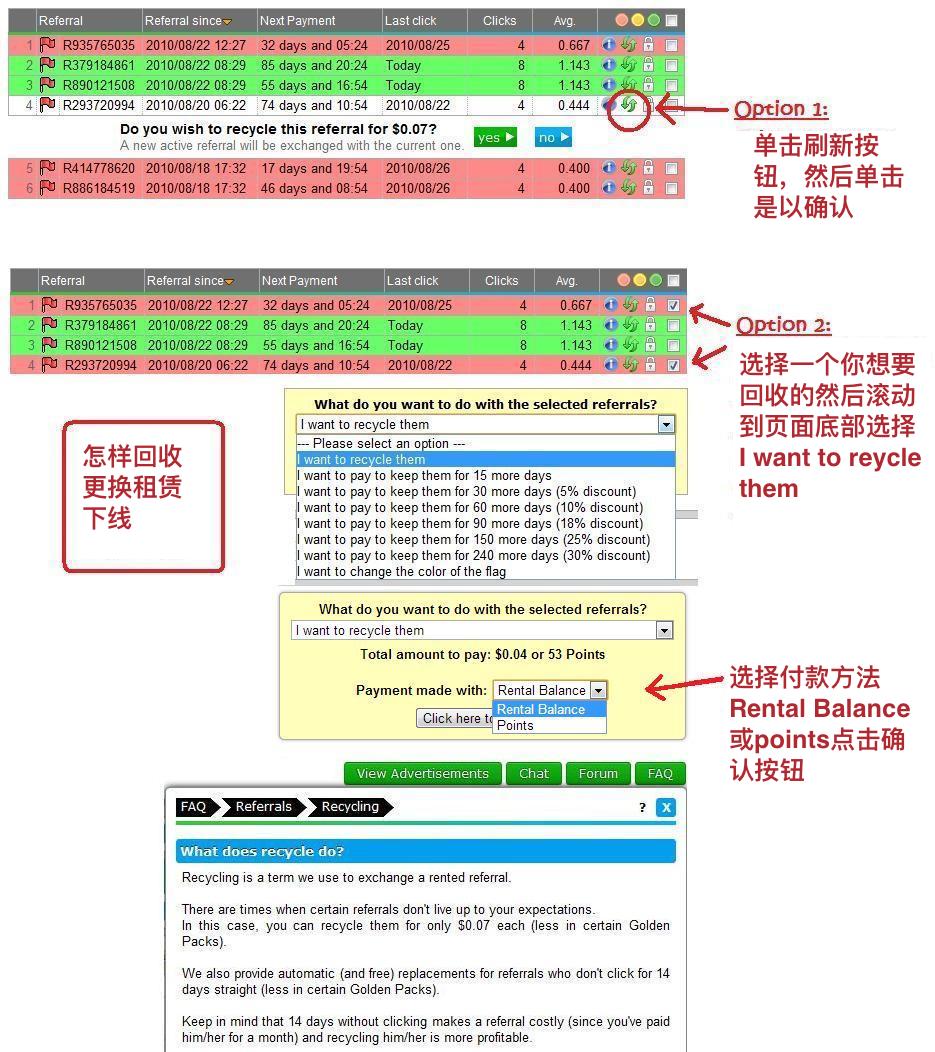 Referral Referral since Next Payment Last click Clicks Avg.
1 R935765035 2010/08/22 12:27 32 days and 05:24 2010/08/25 4 0.667
2 R379184861 2010/08/22 08:29 85 days and 20:24 Today 8 1.143
3 R890121508 2010/08/22 08:29 55 days and 16:54 Today 8 1.143
4 R293720994 2010/08/20 06:22 74 days and 10:54 2010/08/22 4 0.444
Do you wish to recycle this referral for $0.07?
A new active referral will be exchanged with the current one.
yes no
5 R414778620 2010/08/18 17:32 17 days and 19:54 2010/08/26 4 0.400
6 R886184519 2010/08/18 17:32 46 days and 08:54 2010/08/26 4 0.400
Option 1:
单击刷新按
钮，然后单击
是以确认
Referral Referral since Next Payment Last click Clicks Avg.
1 R935765035 2010/08/22 12:27 32 days and 05:24 2010/08/25 4 0.667
2 R379184861 2010/08/22 08:29 85 days and 20:24 Today 8 1.143
3 R890121508 2010/08/22 08:29 55 days and 16:54 Today 8 1.143
4 R293720994 2010/08/20 06:22 74 days and 10:54 2010/08/22 4 0.444
Option 2:
选择一个你想要
回收的然后滚动
到页面底部选择
I want to reycle
them
怎样回收
更换租赁
下线
What do you want to do with the selected referrals?
I want to recycle them
--- Please select an option ---
I want to recycle them
I want to pay to keep them for 15 more days
I want to pay to keep them for 30 more days (5% discount)
I want to pay to keep them for 60 more days (10% discount)
I want to pay to keep them for 90 more days (18% discount)
I want to pay to keep them for 150 more days (25% discount)
I want to pay to keep them for 240 more days (30% discount)
I want to change the color of the flag
What do you want to do with the selected referrals?
I want to recycle them
Total amount to pay: $0.04 or 53 Points
Payment made with: Rental Balance
Rental Balance
Click here to
Points
选择付款方法
Rental Balance
或points点击确
认按钮
View Advertisements Chat Forum FAQ
FAQ Referrals Recycling ? X
What does recycle do?
Recycling is a term we use to exchange a rented referral.
There are times when certain referrals don't live up to your expectations.
In this case, you can recycle them for only $0.07 each (less in certain Golden
Packs).
We also provide automatic (and free) replacements for referrals who don't click for 14
days straight (less in certain Golden Packs).
Keep in mind that 14 days without clicking makes a referral costly (since you've paid
him/her for a month) and recycling him/her is more profitable.